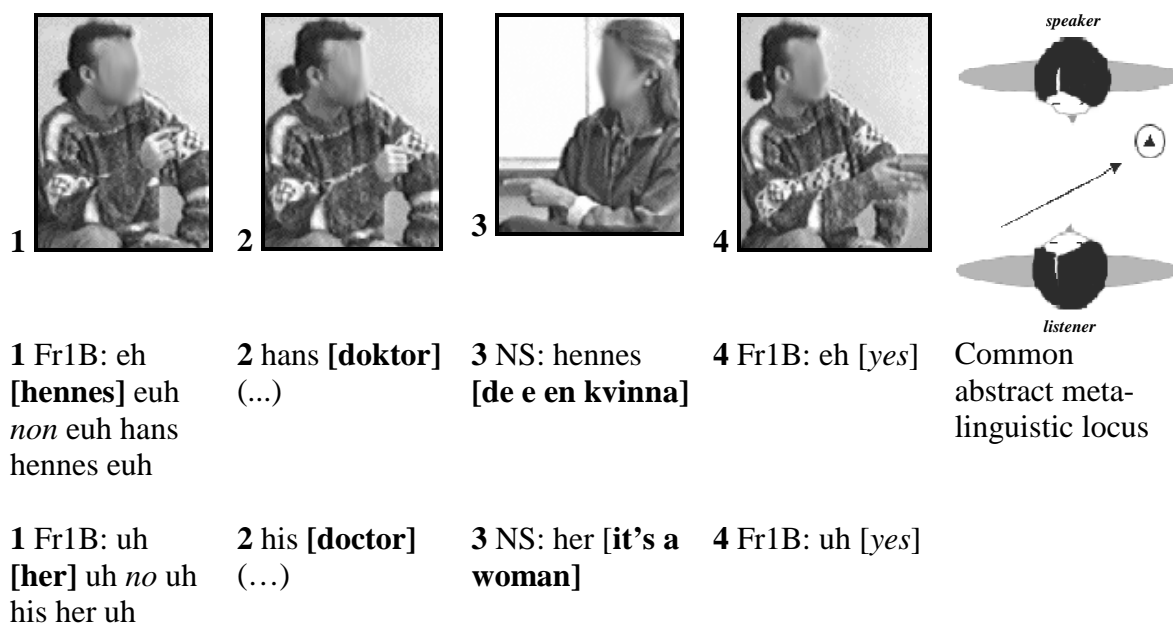 speaker
1
2
3
4
listener
1 Fr1B: eh
[hennes] euh
non euh hans
hennes euh
2 hans [doktor]
(...)
3 NS: hennes
[de e en kvinna]
4 Fr1B: eh [yes]
Common
abstract meta-
linguistic locus
1 Fr1B: uh
[her] uh no uh
his her uh
2 his [doctor]
(…)
3 NS: her [it’s a
woman]
4 Fr1B: uh [yes]